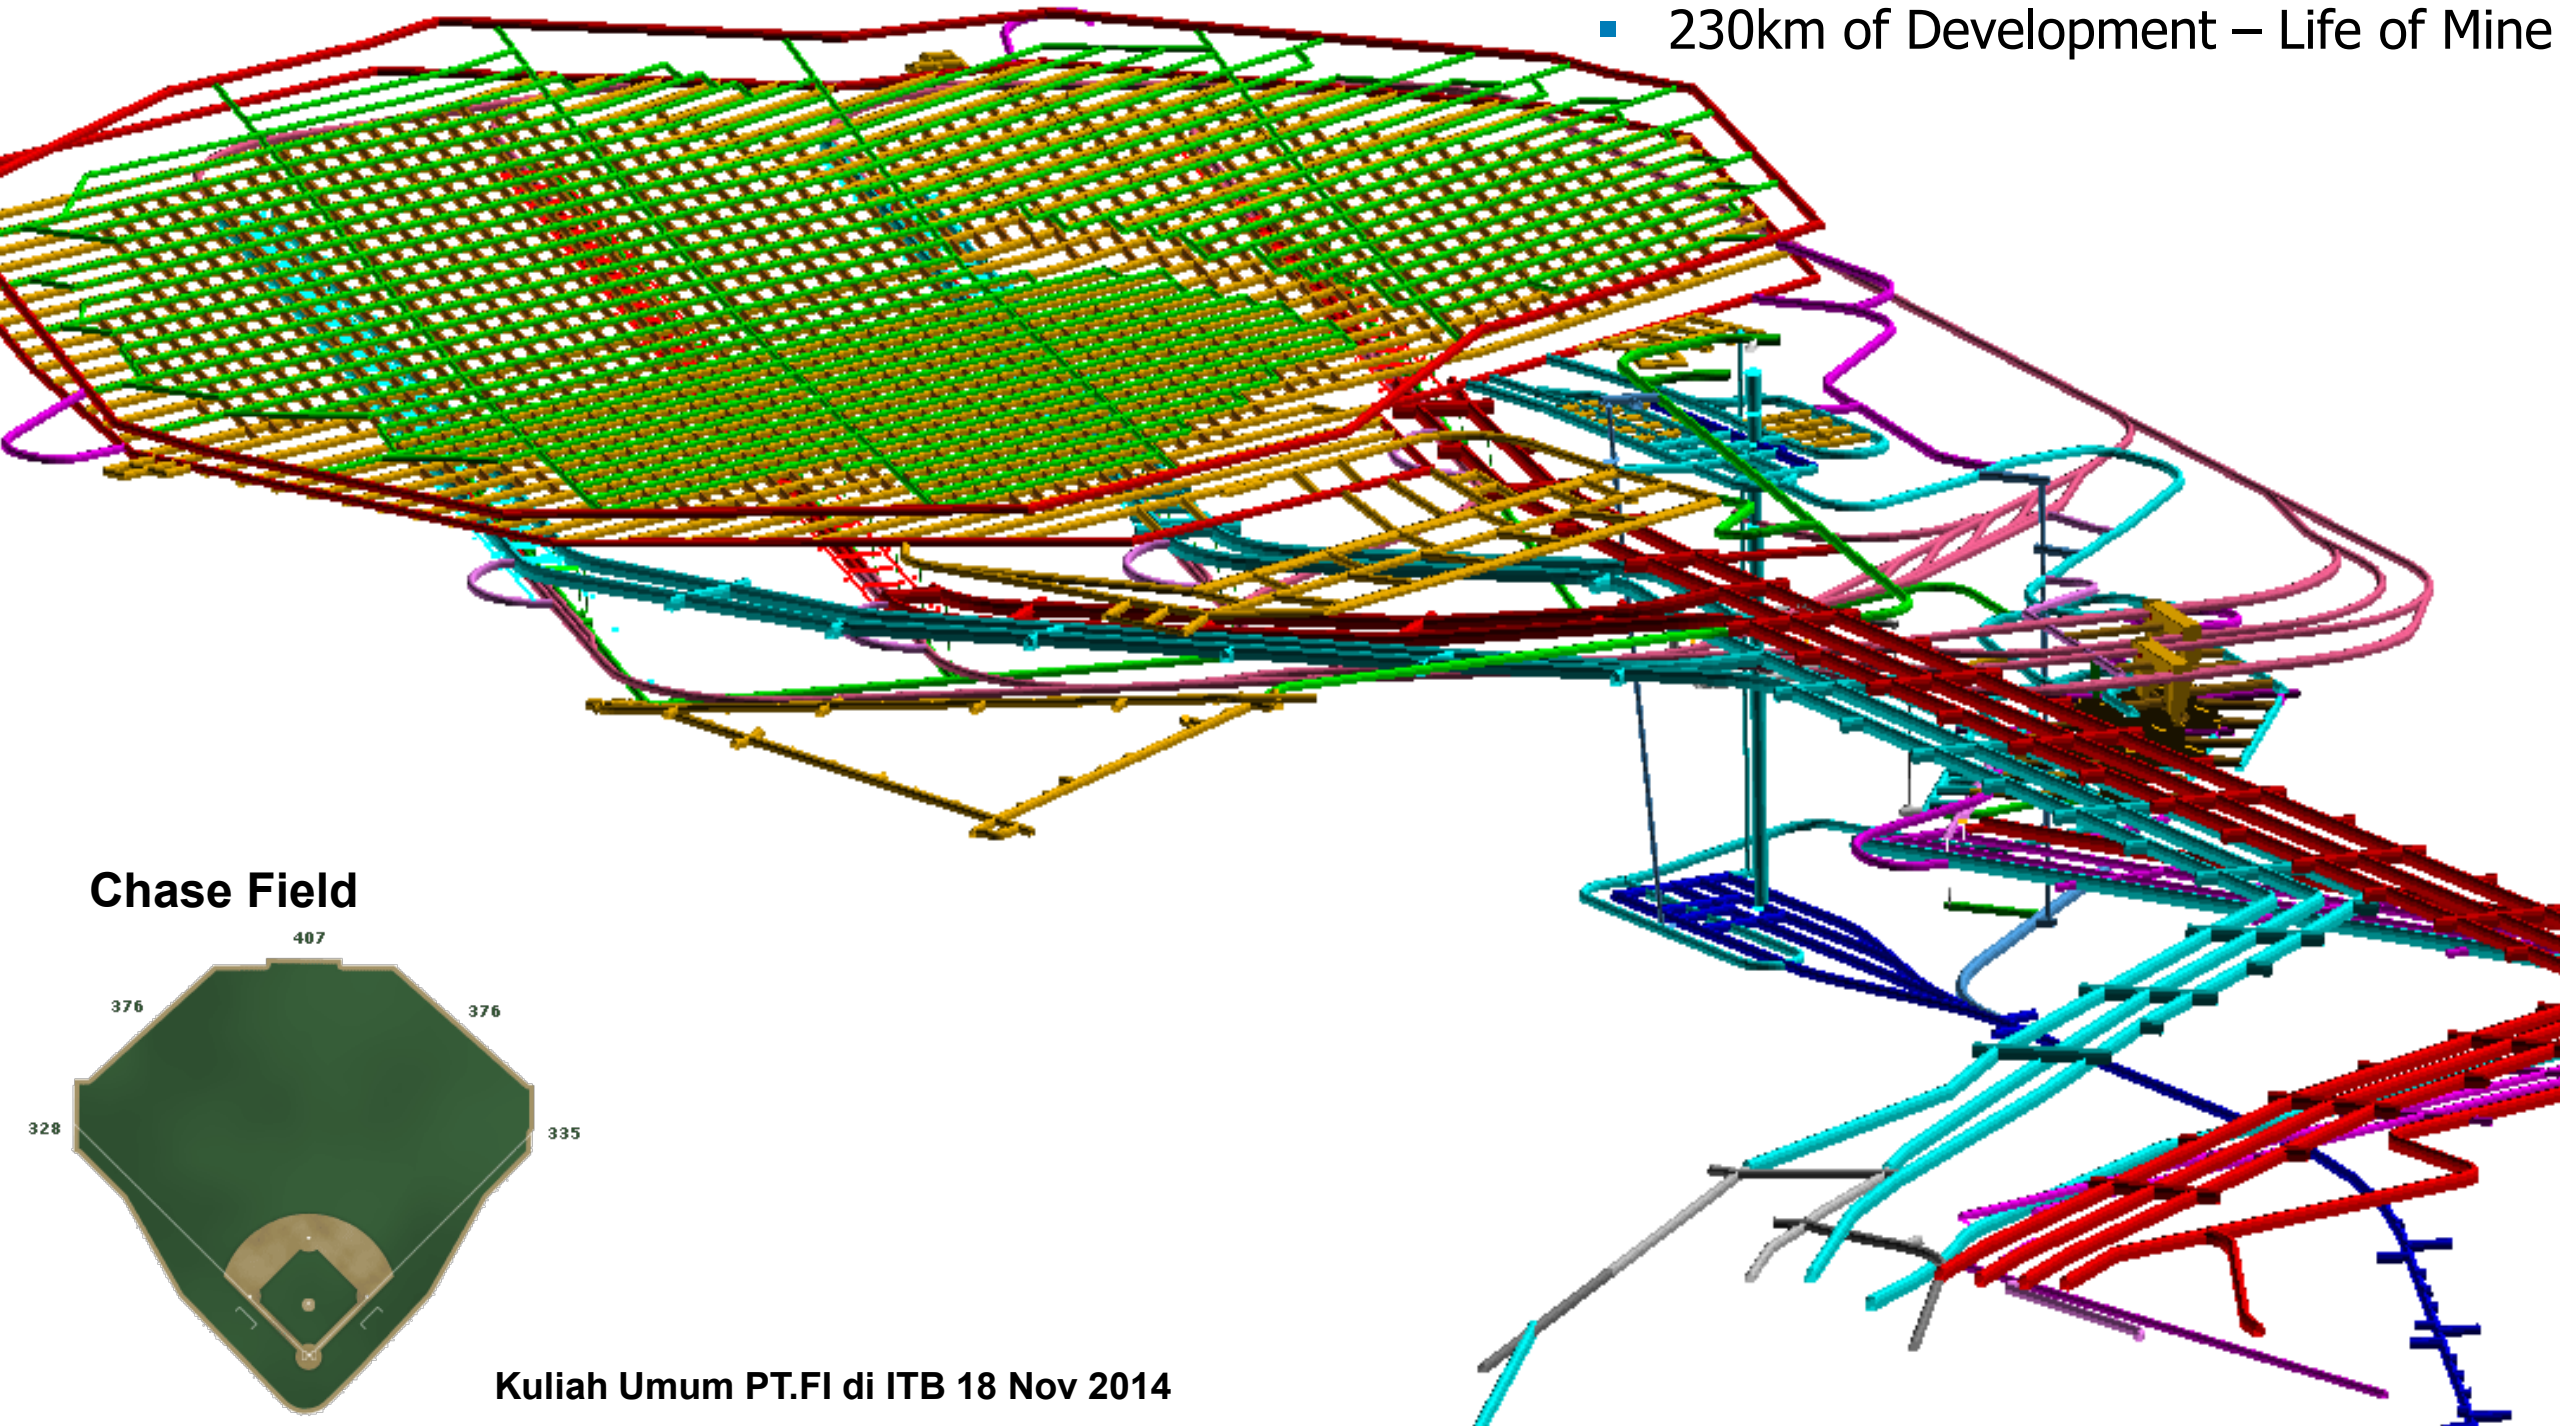 ▪ 230km of Development – Life of Mine
Chase Field
407
376
376
328
335
Kuliah Umum PT.FI di ITB 18 Nov 2014